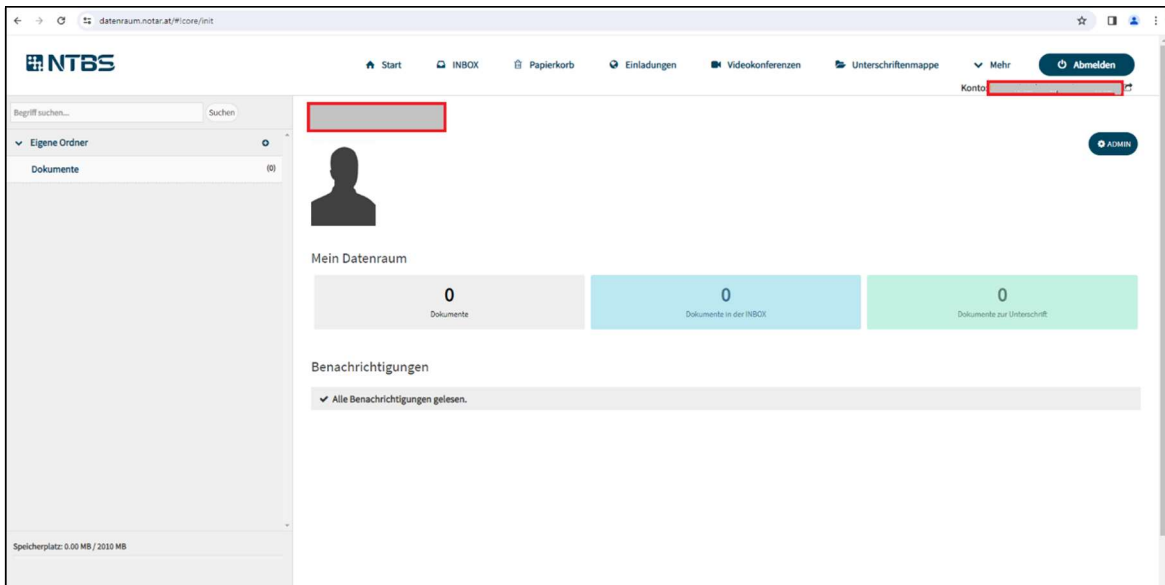 datenraum.notar.at/#!core/init
NTBS
Start INBOX Papierkorb Einladungen Videokonferenzen Unterschriftenmappe Mehr Abmelden
Konto:
Begriff suchen... Suchen
Eigene Ordner
ADMIN
Dokumente (0)
Mein Datenraum
0 0 0
Dokumente Dokumente in der INBOX Dokumente zur Unterschrift
Benachrichtigungen
Alle Benachrichtigungen gelesen.
Speicherplatz: 0.00 MB / 2010 MB